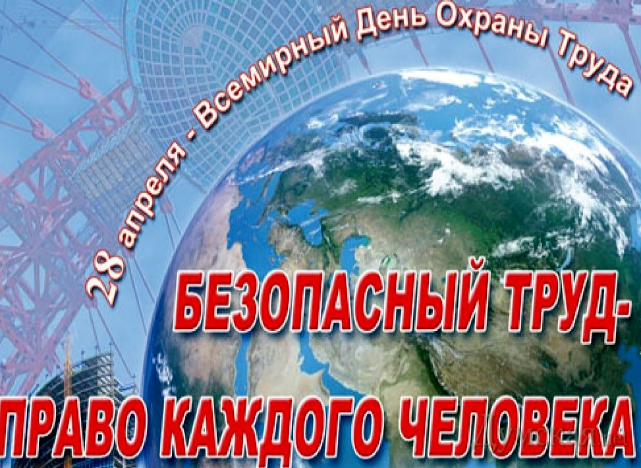 28 апреля - Всемирный День Охраны Труда
БЕЗОПАСНЫЙ ТРУД-
ПРАВО КАЖДОГО ЧЕЛОВЕКА